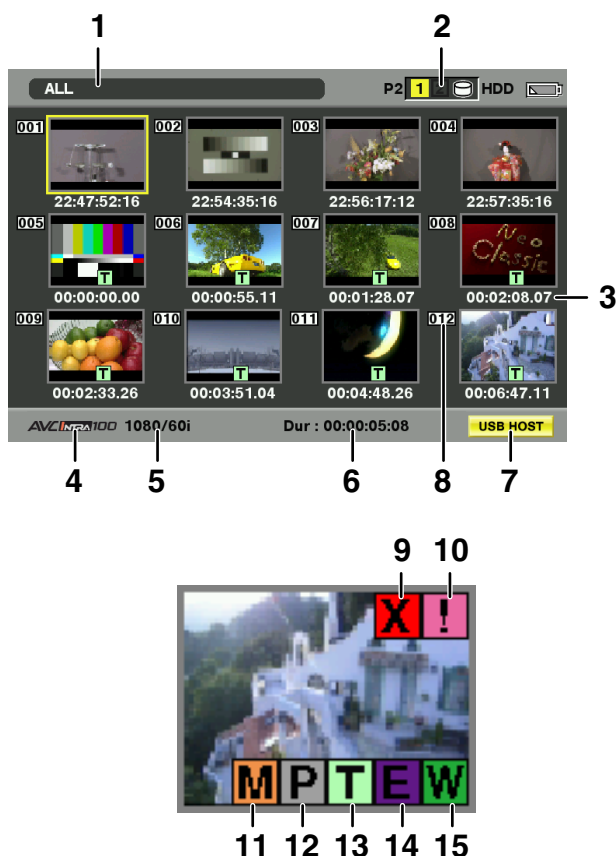 1 2
ALL P2 1 2 HDD
001 002 003 004
22:47:52:16 22:54:35:16 22:56:17:12 22:57:35:16
005 006 007 008
T T T Neo Classic T
00:00:00.00 00:00:55.11 00:01:28.07 00:02:08.07 3
009 010 011 012
T T T T
00:02:33.26 00:03:51.04 00:04:48.26 00:06:47.11
AVC INTRA 100 1080/60i Dur : 00:00:05:08 USB HOST
4 5 6 8 7
9 10
X !
M P T E W
11 12 13 14 15